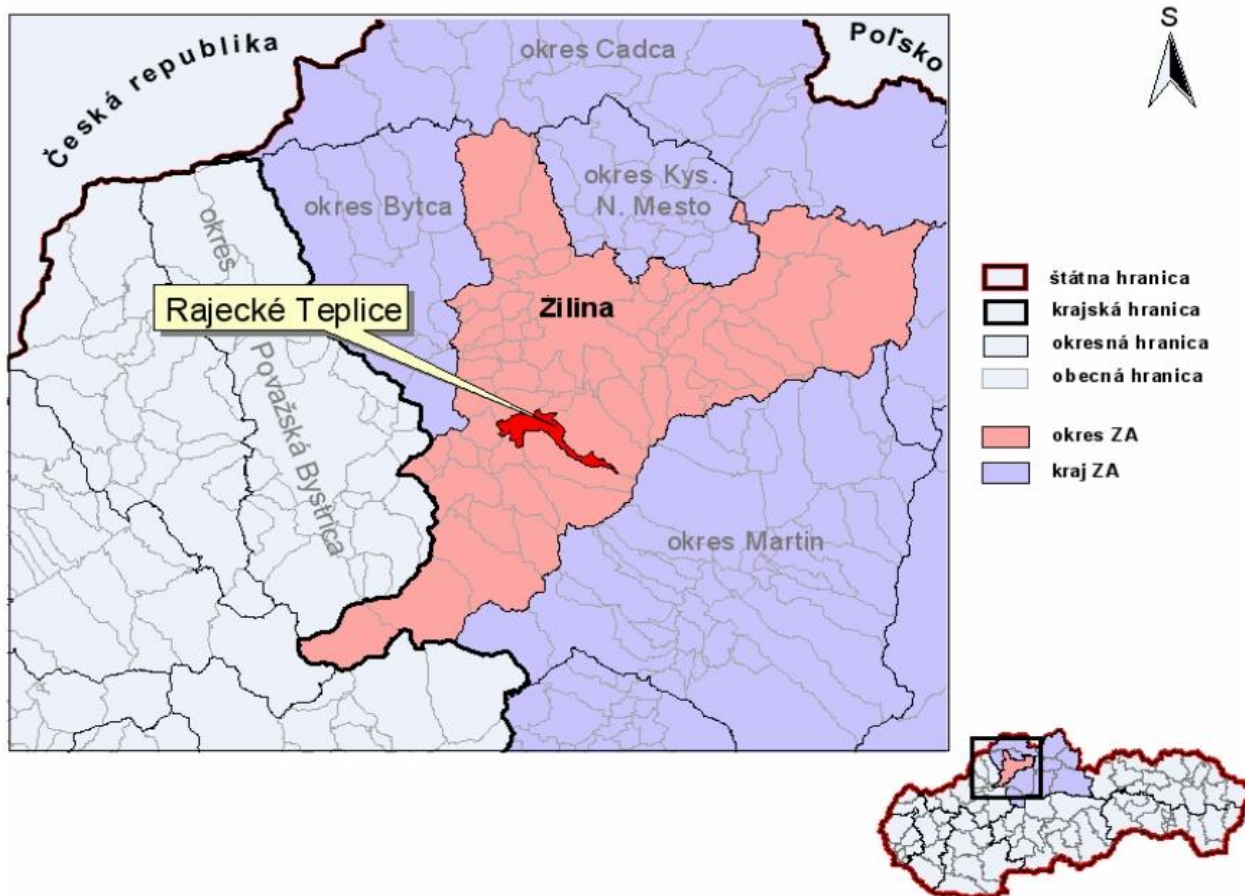 S
Česká republika
okres Cadca
Poľsko
okres Bytca
okres Kys.
N. Mesto
okres
Považská Bystrica
Rajecké Teplice
Žilina
okres Martin
štátna hranica
krajská hranica
okresná hranica
obecná hranica
okres ZA
kraj ZA